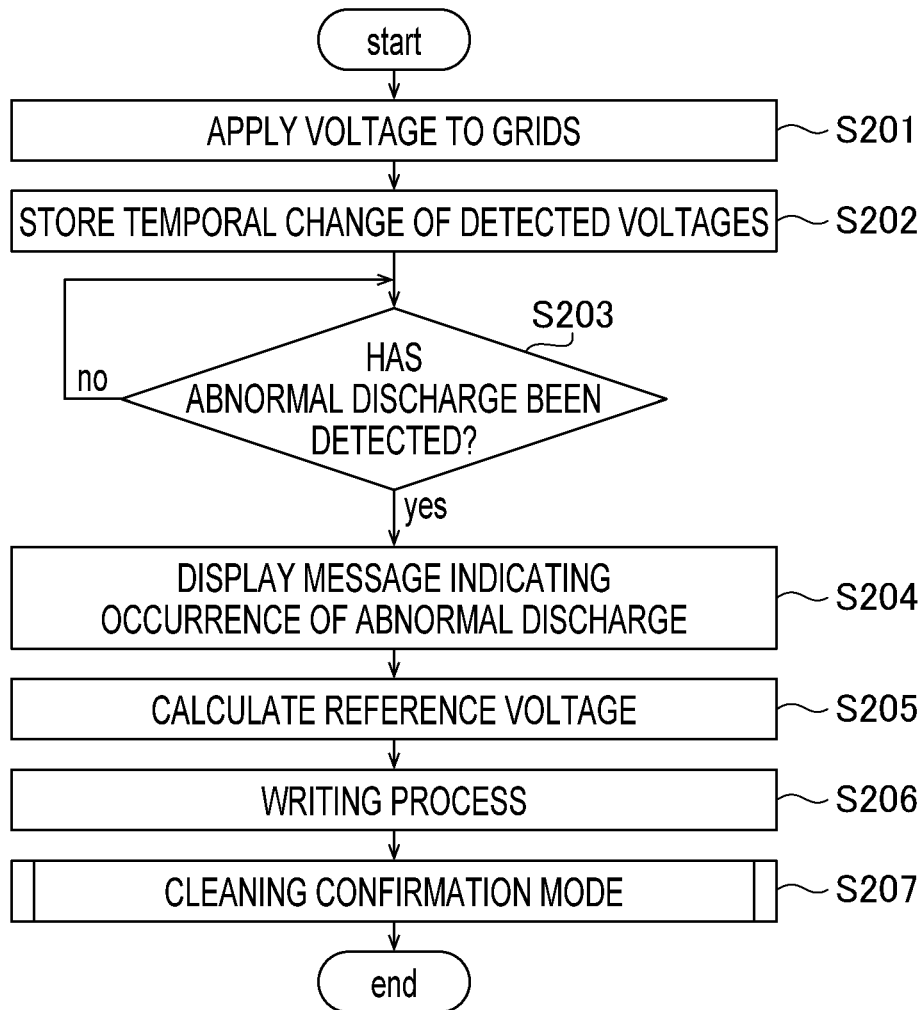 start
APPLY VOLTAGE TO GRIDS
S201
STORE TEMPORAL CHANGE OF DETECTED VOLTAGES
S202
S203
HAS
ABNORMAL DISCHARGE BEEN
DETECTED?
no
yes
DISPLAY MESSAGE INDICATING
OCCURRENCE OF ABNORMAL DISCHARGE
S204
CALCULATE REFERENCE VOLTAGE
S205
WRITING PROCESS
S206
CLEANING CONFIRMATION MODE
S207
end